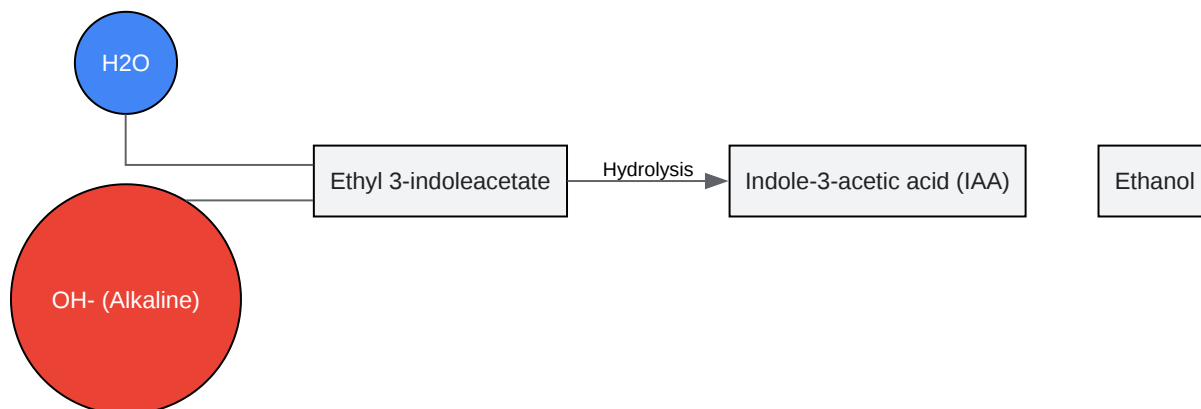 H2O
Ethyl 3-indoleacetate
Hydrolysis
Indole-3-acetic acid (IAA)
Ethanol
OH- (Alkaline)